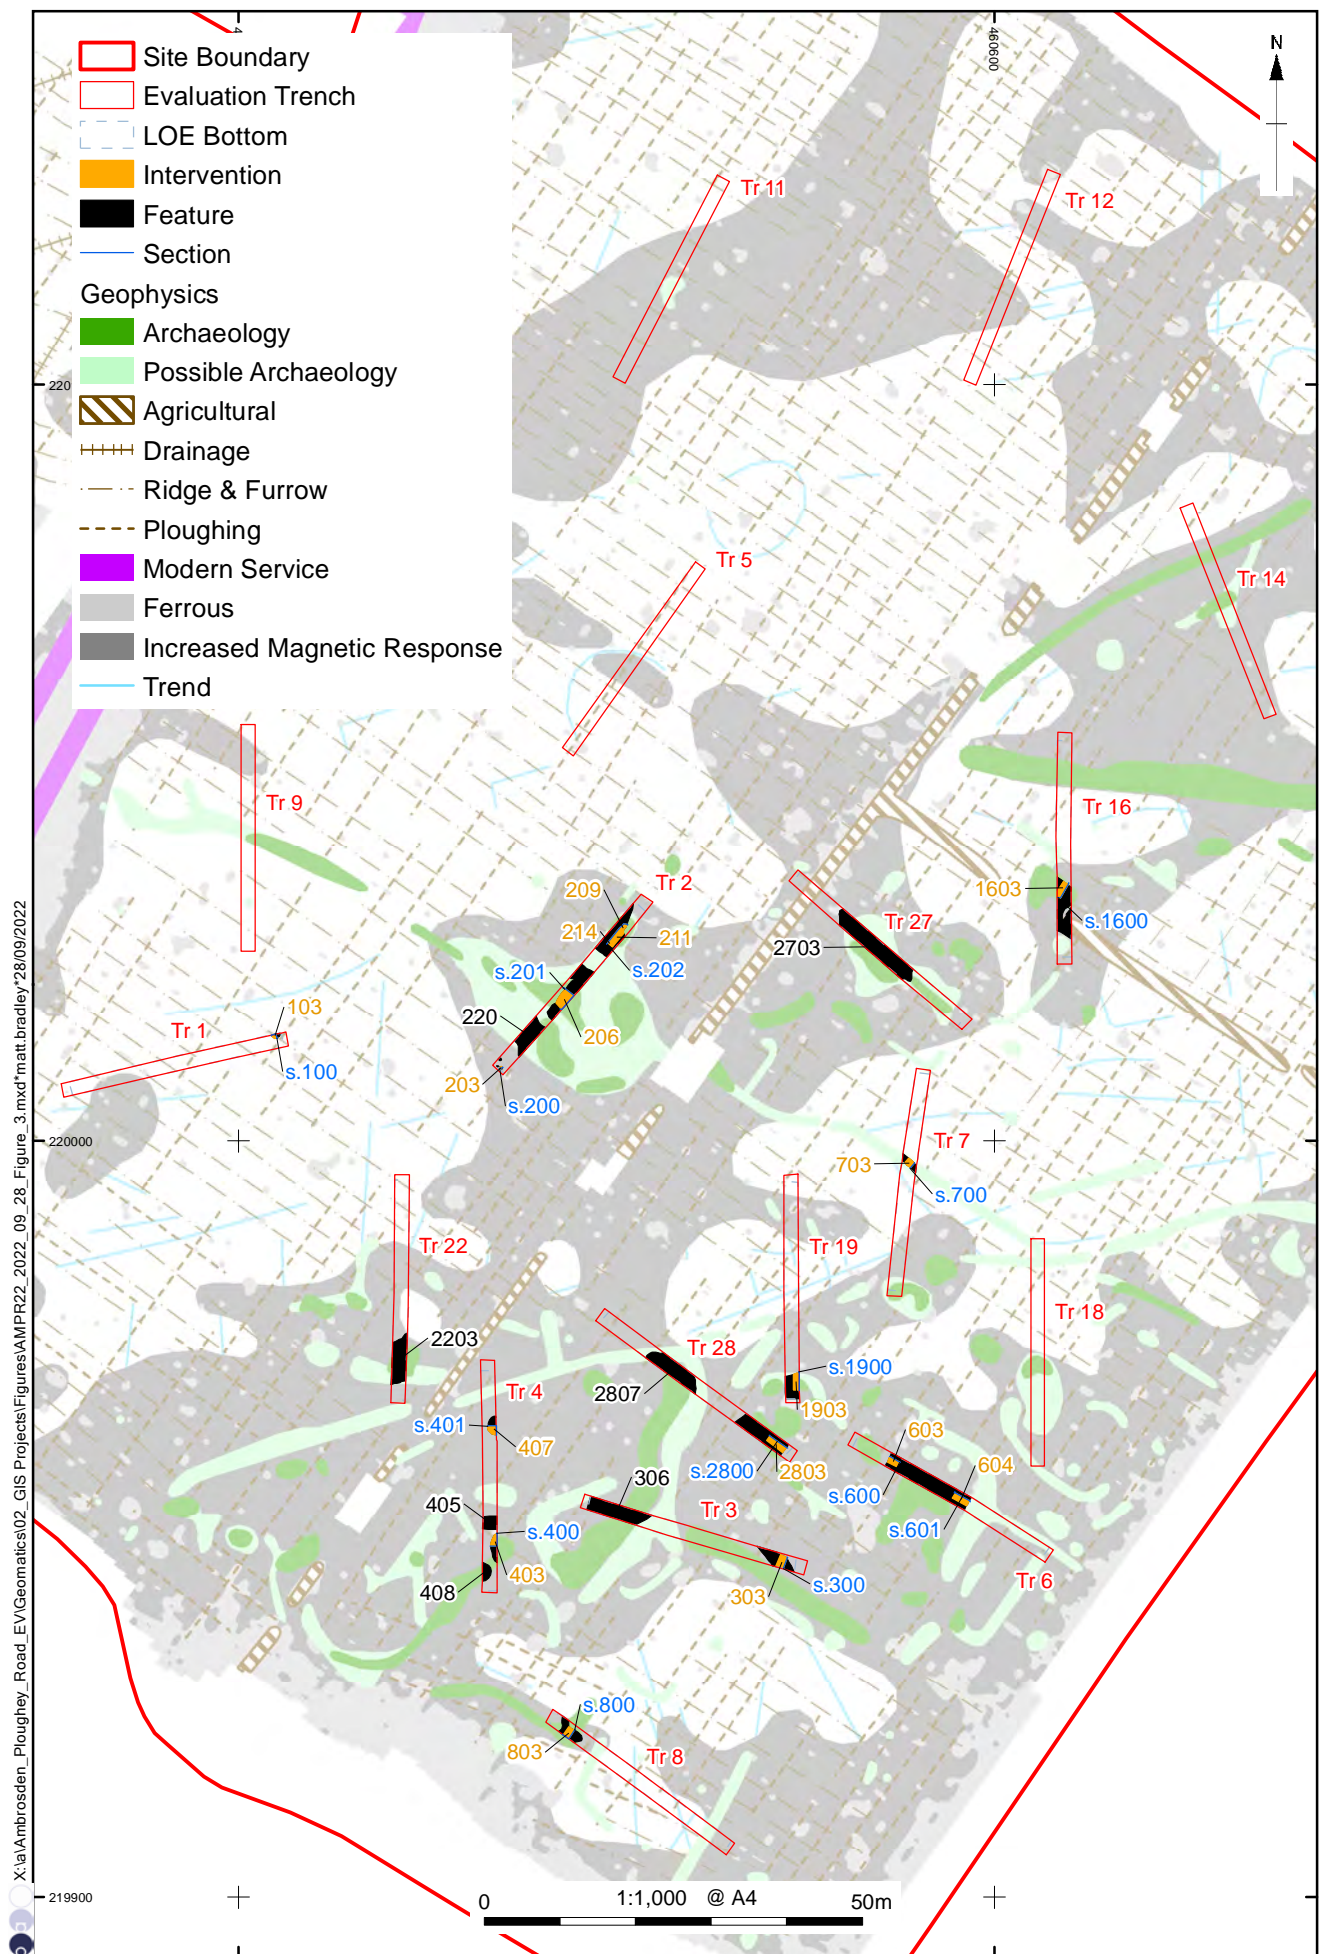 Site Boundary
Evaluation Trench
LOE Bottom
Intervention
Feature
Section
Geophysics
Archaeology
Possible Archaeology
Agricultural
Drainage
Ridge & Furrow
Ploughing
Modern Service
Ferrous
Increased Magnetic Response
Trend
460600
N
Tr 11
Tr 12
220
Tr 5
Tr 14
Tr 9
Tr 16
209
Tr 2
1603
214
211
Tr 27
s.1600
s.201
s.202
2703
103
220
206
Tr 1
s.100
203
s.200
220000
Tr 7
703
s.700
Tr 22
Tr 19
Tr 18
2203
Tr 28
s.1900
Tr 4
2807
1903
s.401
407
603
604
s.2800
2803
s.600
306
405
Tr 3
s.601
s.400
403
303
s.300
Tr 6
408
s.800
803
Tr 8
219900
0
1:1,000 @ A4
50m
X:\a\Ambrosden_Ploughey_Road_EV\Geomatics\02_GIS Projects\Figures\AMPR22_2022_09_28_Figure_3.mxd*matt.bradley*28/09/2022